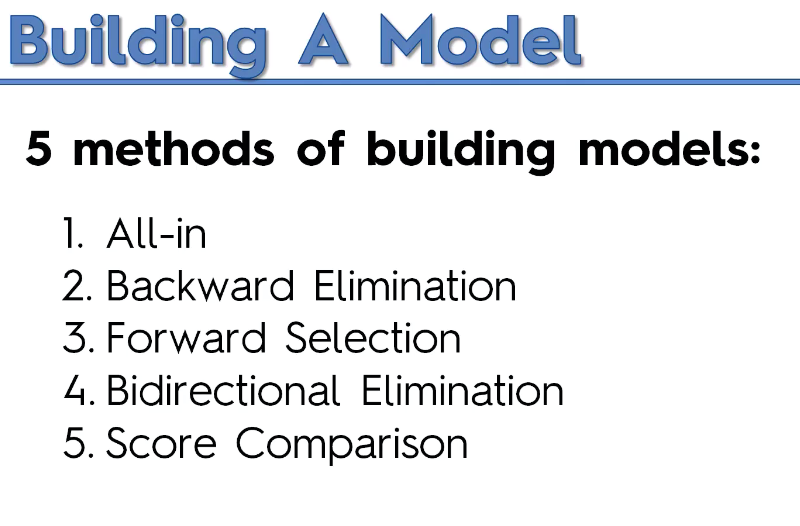 Building A Model
5 methods of building models:
1. All-in
2. Backward Elimination
3. Forward Selection
4. Bidirectional Elimination
5. Score Comparison